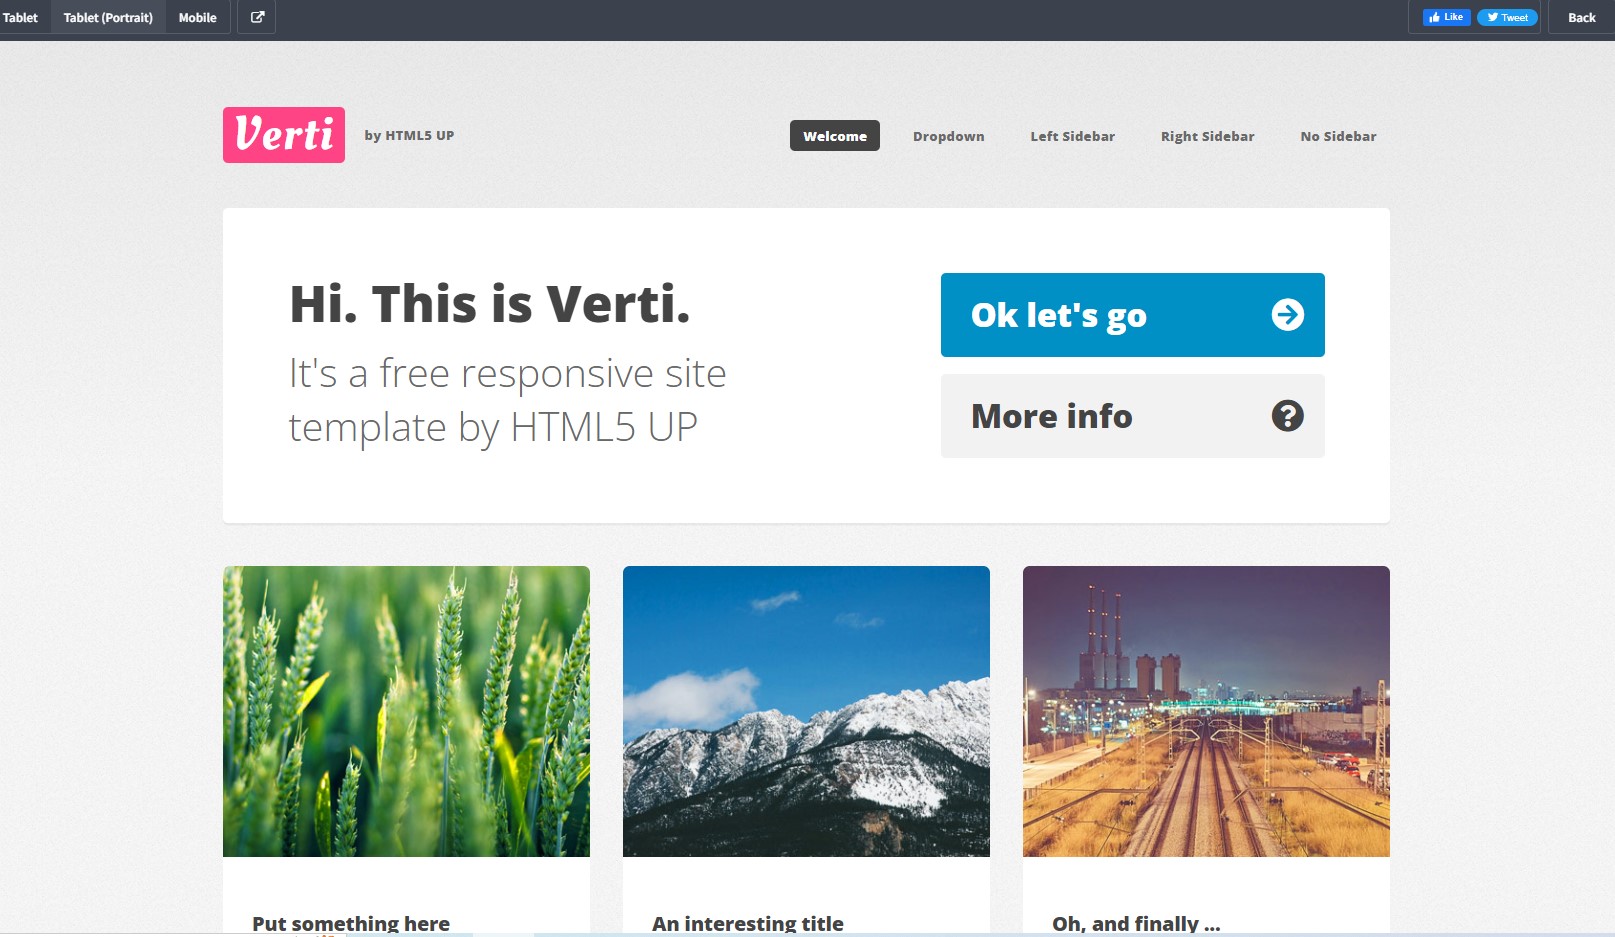 Tablet
Tablet (Portrait)
Mobile
Like
Tweet
Back
Verti
by HTML5 UP
Welcome
Dropdown
Left Sidebar
Right Sidebar
No Sidebar
Hi. This is Verti.
It's a free responsive site
template by HTML5 UP
Ok let's go
More info
Put something here
An interesting title
Oh, and finally ...